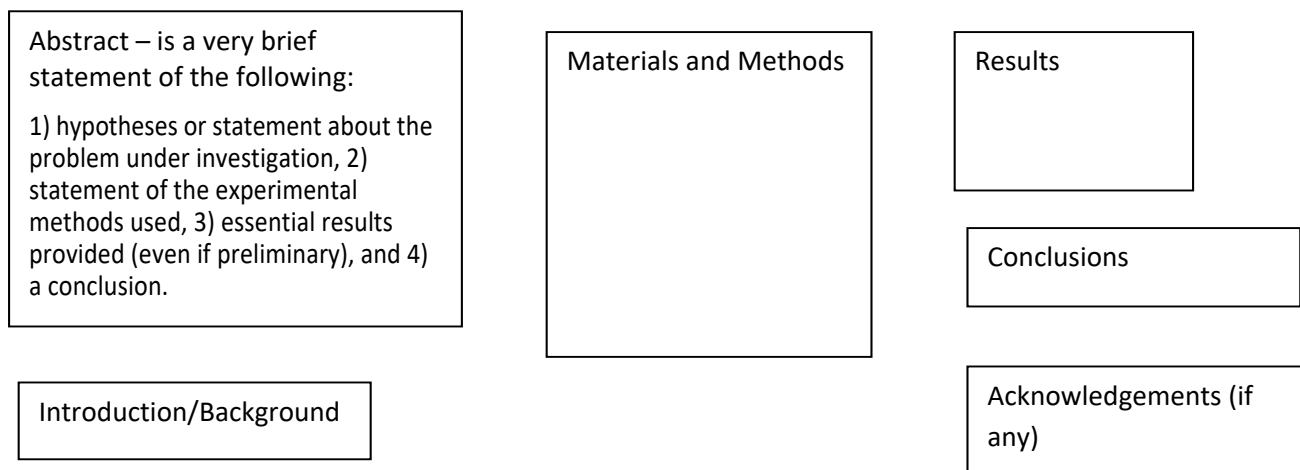 Abstract – is a very brief
statement of the following:
1) hypotheses or statement about the
problem under investigation, 2)
statement of the experimental
methods used, 3) essential results
provided (even if preliminary), and 4)
a conclusion.
Introduction/Background
Materials and Methods
Results
Conclusions
Acknowledgements (if
any)